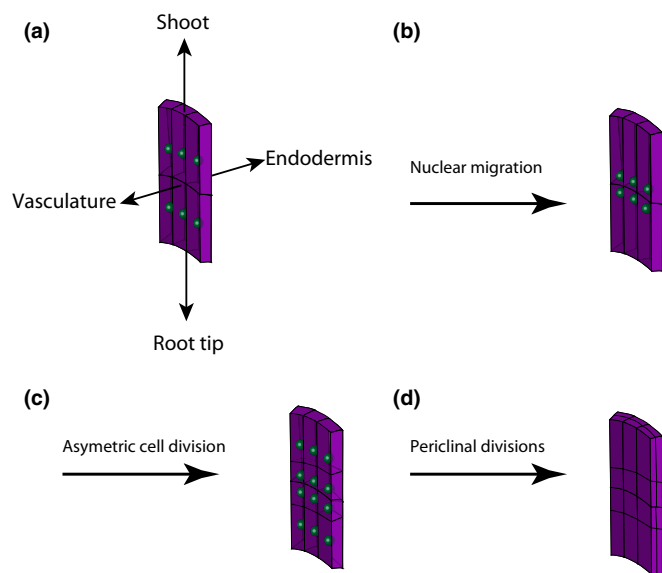 (a)
Shoot
Endodermis
Vasculature
Root tip
(b)
Nuclear migration
(c)
Asymetric cell division
(d)
Periclinal divisions